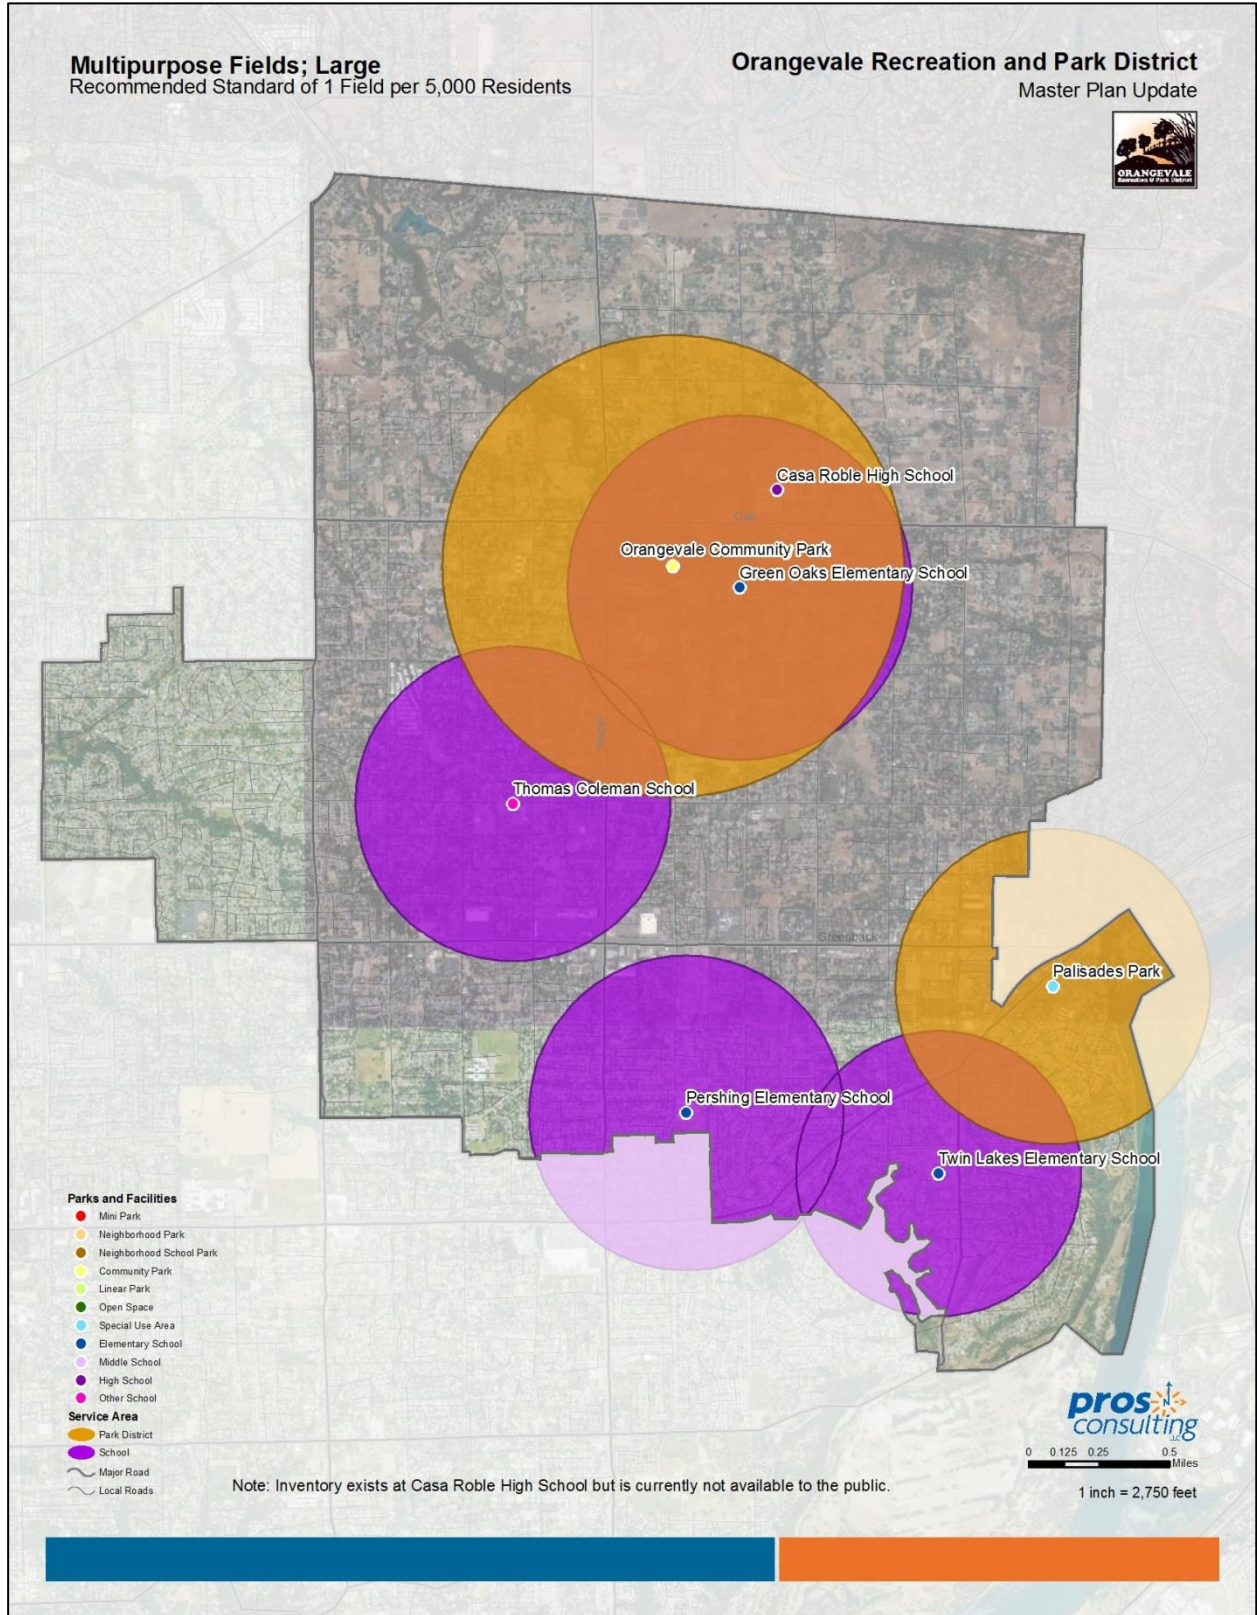 Multipurpose Fields; Large
Recommended Standard of 1 Field per 5,000 Residents
Orangevale Recreation and Park District
Master Plan Update
ORANGEVALE
Recreation & Park District
Casa Roble High School
Oak
Orangevale Community Park
Green Oaks Elementary School
Thomas Coleman School
Greenback
Palisades Park
Pershing Elementary School
Twin Lakes Elementary School
Parks and Facilities
Mini Park
Neighborhood Park
Neighborhood School Park
Community Park
Linear Park
Open Space
Special Use Area
Elementary School
Middle School
High School
Other School
Service Area
Park District
School
Major Road
Local Roads
Note: Inventory exists at Casa Roble High School but is currently not available to the public.
N
pros
consulting
LLC
0 0.125 0.25 0.5
Miles
1 inch = 2,750 feet